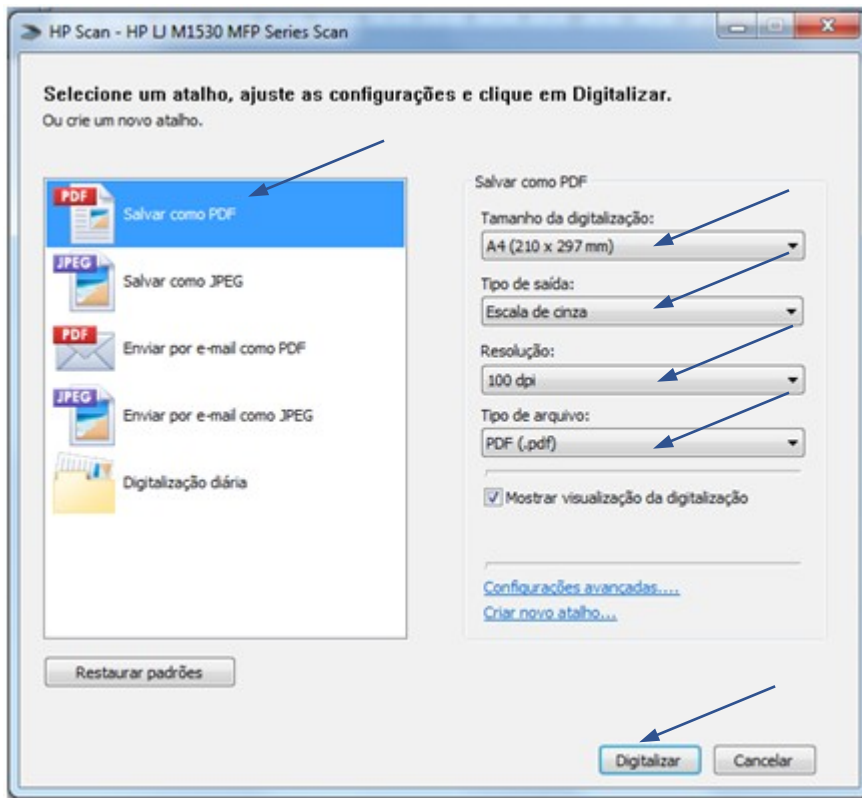 HP Scan - HP LJ M1530 MFP Series Scan
Selecione um atalho, ajuste as configurações e clique em Digitalizar.
Ou crie um novo atalho.
PDF
Salvar como PDF
JPEG
Salvar como JPEG
PDF
Enviar por e-mail como PDF
JPEG
Enviar por e-mail como JPEG
Digitalização diária
Salvar como PDF
Tamanho da digitalização:
A4 (210 x 297 mm)
Tipo de saída:
Escala de cinza
Resolução:
100 dpi
Tipo de arquivo:
PDF (.pdf)
Mostrar visualização da digitalização
Configurações avançadas....
Criar novo atalho...
Restaurar padrões
Digitalizar
Cancelar